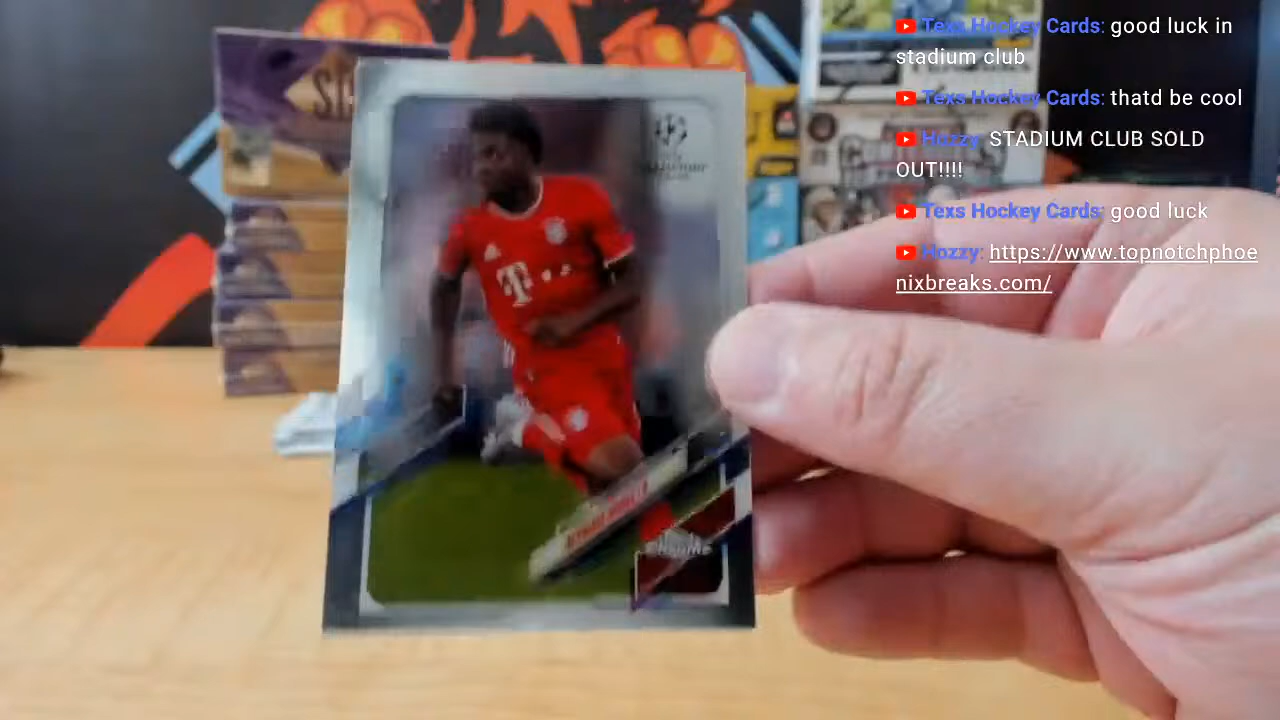 Texs Hockey Cards: good luck in
stadium club
Texs Hockey Cards: thatd be cool
Hozzy: STADIUM CLUB SOLD
OUT!!!!
Texs Hockey Cards: good luck
Hozzy: https://www.topnotchphoe
nixbreaks.com/
T
Chrome